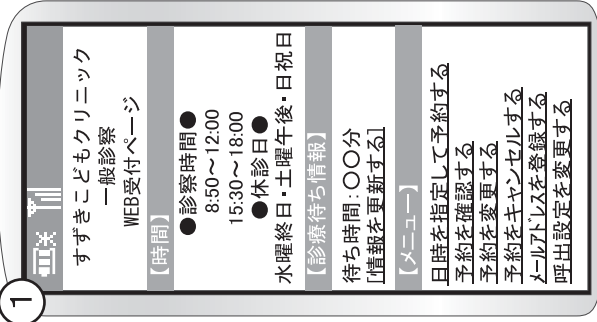 1
すずきこどもクリニック
一般診察
WEB受付ページ
【時間】
●診察時間●
8:50～12:00
15:30～18:00
●休診日●
水曜終日・土曜午後・日祝日
【診療待ち情報】
待ち時間:〇〇分
[情報を更新する]
【メニュー】
日時を指定して予約する
予約を確認する
予約を変更する
予約をキャンセルする
メールアドレスを登録する
呼出設定を変更する